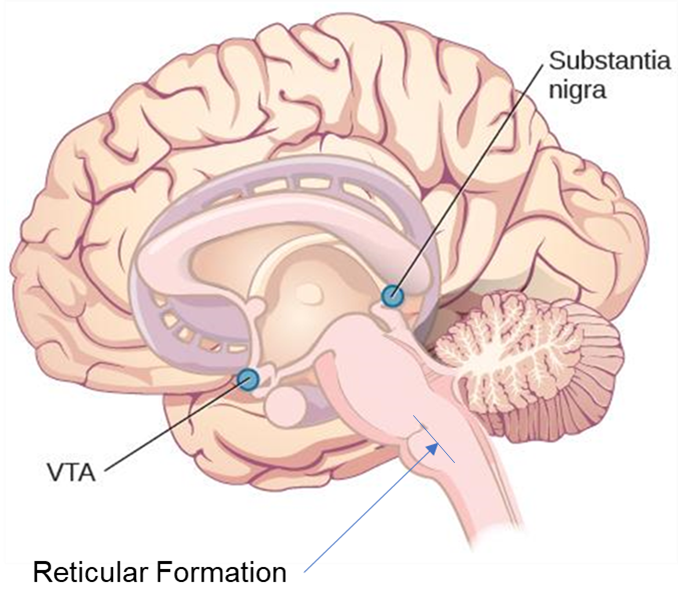 Substantia
nigra
VTA
Reticular Formation